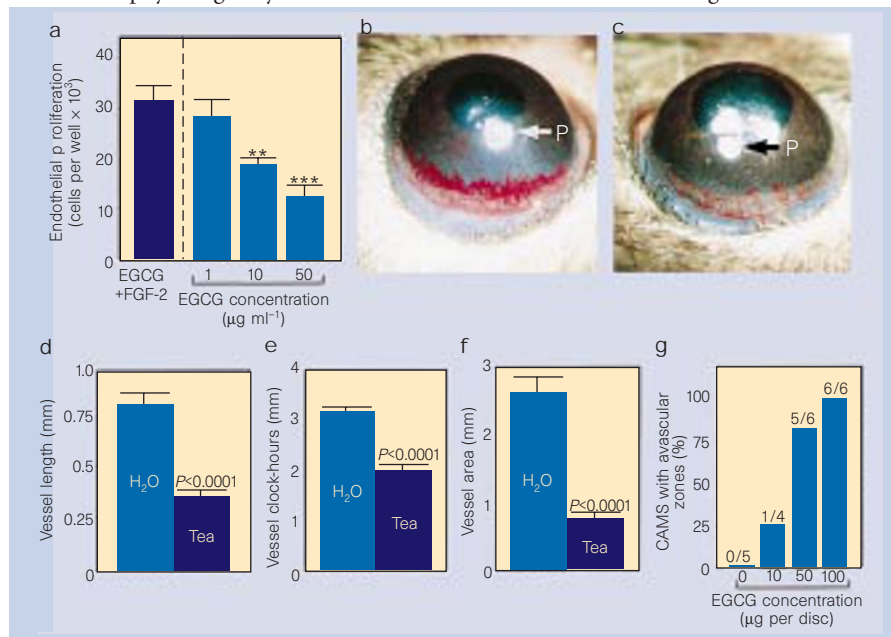 a
b
c
40
30
20
10
0
Endothelial p roliferation
(cells per well × 10³)
**
***
EGCG
+FGF-2
1 10 50
EGCG concentration
(µg ml⁻¹)
P
P
d
e
f
g
1.0
0.75
0.5
0.25
0
Vessel length (mm)
H₂O
P<0.0001
Tea
4
3
2
1
0
Vessel clock-hours (mm)
H₂O
P<0.0001
Tea
3
2
1
0
Vessel area (mm)
H₂O
P<0.0001
Tea
100
75
50
25
0
CAMS with avascular
zones (%)
0/5
1/4
5/6
6/6
0 10 50 100
EGCG concentration
(µg per disc)